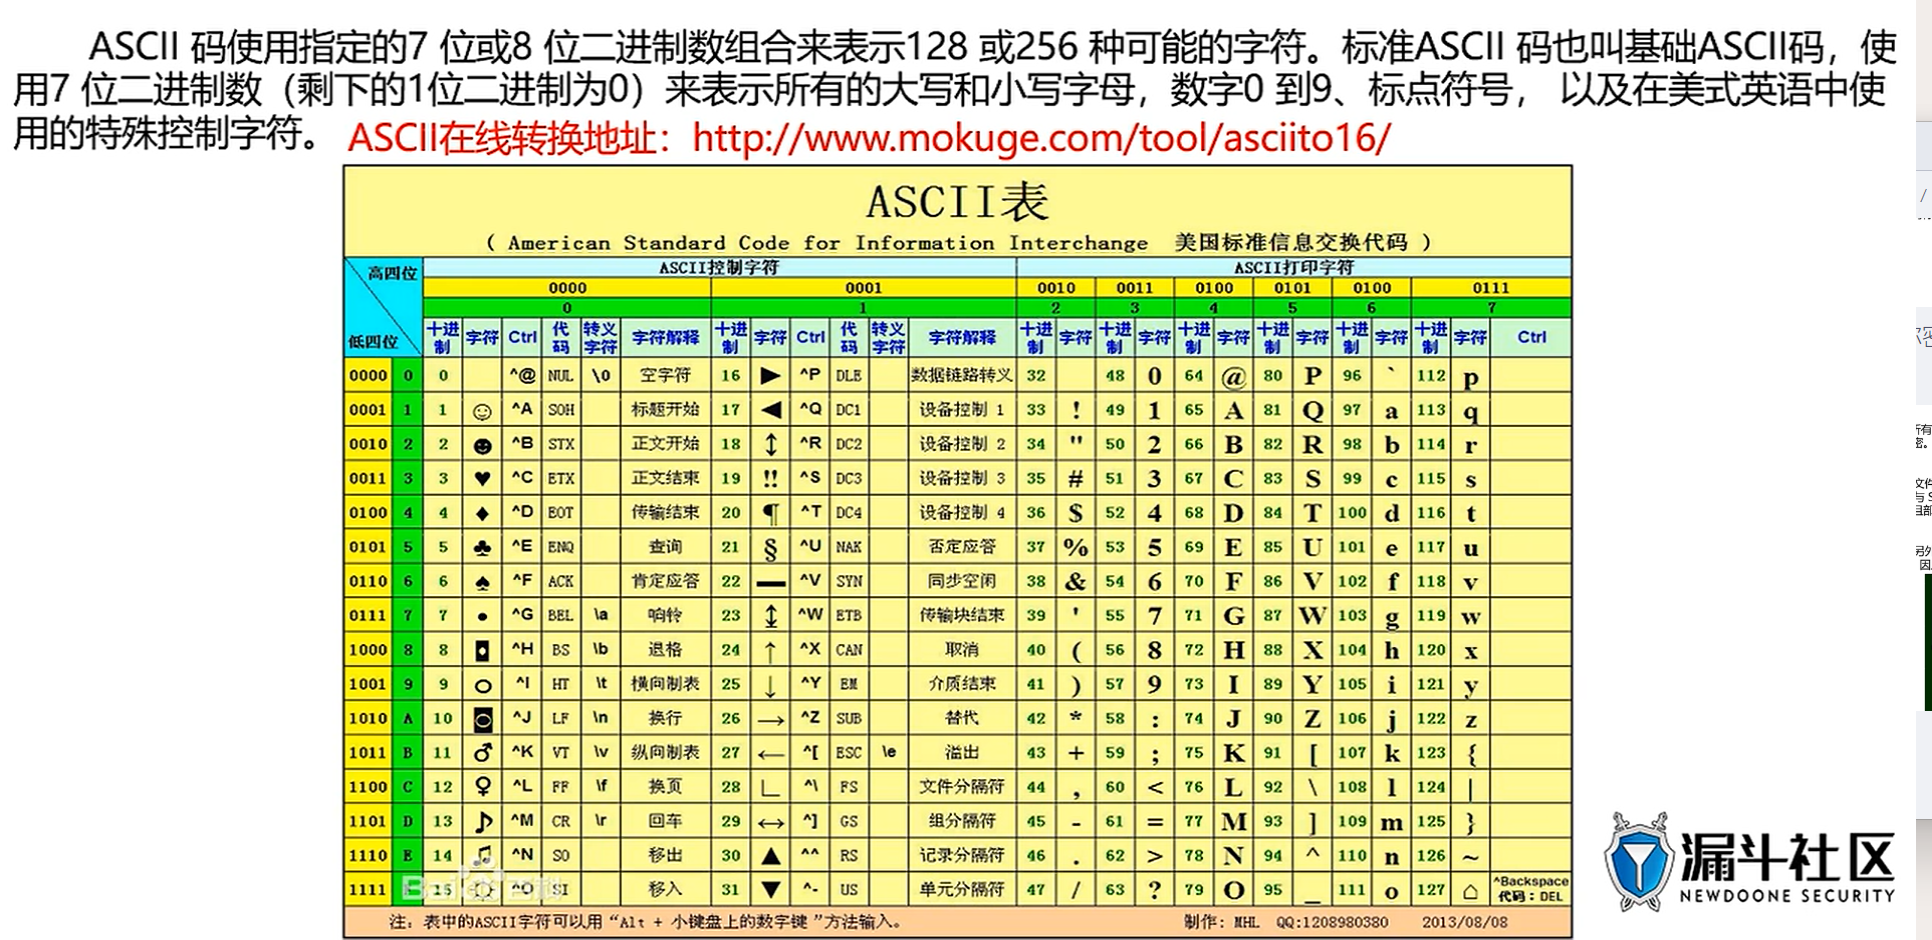 ASCII 码使用指定的7 位或8 位二进制数组合来表示128 或256 种可能的字符。标准ASCII 码也叫基础ASCII码，使
用7 位二进制数（剩下的1位二进制为0）来表示所有的大写和小写字母，数字0 到9、标点符号， 以及在美式英语中使
用的特殊控制字符。 ASCII在线转换地址：http://www.mokuge.com/tool/asciito16/
ASCII表
( American Standard Code for Information Interchange 美国标准信息交换代码 )
高四位 ASCII控制字符 ASCII打印字符
0000 0001 0010 0011 0100 0101 0100 0111
0 1 2 3 4 5 6 7
低四位 十进制 字符 Ctrl 代码 转义字符 字符解释 十进制 字符 Ctrl 代码 转义字符 字符解释 十进制 字符 十进制 字符 十进制 字符 十进制 字符 十进制 字符 十进制 字符 Ctrl
0000 0 0 ^@ NUL \0 空字符 16 ► ^P DLE 数据链路转义 32 48 0 64 @ 80 P 96 ` 112 p
0001 1 1 ☺ ^A SOH 标题开始 17 ◄ ^Q DC1 设备控制 1 33 ! 49 1 65 A 81 Q 97 a 113 q
0010 2 2 ☻ ^B STX 正文开始 18 ↕ ^R DC2 设备控制 2 34 " 50 2 66 B 82 R 98 b 114 r
0011 3 3 ♥ ^C ETX 正文结束 19 ‼ ^S DC3 设备控制 3 35 # 51 3 67 C 83 S 99 c 115 s
0100 4 4 ♦ ^D EOT 传输结束 20 ¶ ^T DC4 设备控制 4 36 $ 52 4 68 D 84 T 100 d 116 t
0101 5 5 ♣ ^E ENQ 查询 21 § ^U NAK 否定应答 37 % 53 5 69 E 85 U 101 e 117 u
0110 6 6 ♠ ^F ACK 肯定应答 22 ▬ ^V SYN 同步空闲 38 & 54 6 70 F 86 V 102 f 118 v
0111 7 7 • ^G BEL \a 响铃 23 ↨ ^W ETB 传输块结束 39 ' 55 7 71 G 87 W 103 g 119 w
1000 8 8 ◘ ^H BS \b 退格 24 ↑ ^X CAN 取消 40 ( 56 8 72 H 88 X 104 h 120 x
1001 9 9 ○ ^I HT \t 横向制表 25 ↓ ^Y EM 介质结束 41 ) 57 9 73 I 89 Y 105 i 121 y
1010 A 10 ◙ ^J LF \n 换行 26 → ^Z SUB 替代 42 * 58 : 74 J 90 Z 106 j 122 z
1011 B 11 ♂ ^K VT \v 纵向制表 27 ← ^[ ESC \e 溢出 43 + 59 ; 75 K 91 [ 107 k 123 {
1100 C 12 ♀ ^L FF \f 换页 28 ∟ ^\ FS 文件分隔符 44 , 60 < 76 L 92 \ 108 l 124 |
1101 D 13 ♪ ^M CR \r 回车 29 ↔ ^] GS 组分隔符 45 - 61 = 77 M 93 ] 109 m 125 }
1110 E 14 ♫ ^N SO 移出 30 ▲ ^^ RS 记录分隔符 46 . 62 > 78 N 94 ^ 110 n 126 ~
1111 F 15 ☼ ^O SI 移入 31 ▼ ^- US 单元分隔符 47 / 63 ? 79 O 95 _ 111 o 127 ⌂ ^Backspace 代码：DEL
Baidu百科
注：表中的ASCII字符可以用“Alt + 小键盘上的数字键 ”方法输入。 制作：MHL QQ:1208980380 2013/08/08
漏斗社区
NEWDOONE SECURITY